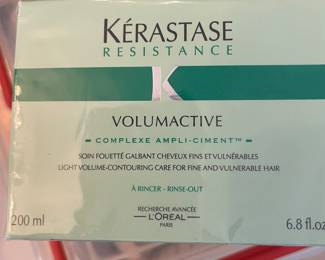 KÉRASTASE
RESISTANCE
K
VOLUMACTIVE
COMPLEXE AMPLI-CIMENT™
SOIN FOUETTÉ GALBANT CHEVEUX FINS ET VULNÉRABLES
LIGHT VOLUME-CONTOURING CARE FOR FINE AND VULNERABLE HAIR
À RINCER - RINSE-OUT
RECHERCHE AVANCÉE
L'ORÉAL
PARIS
200 ml 6.8 fl.oz